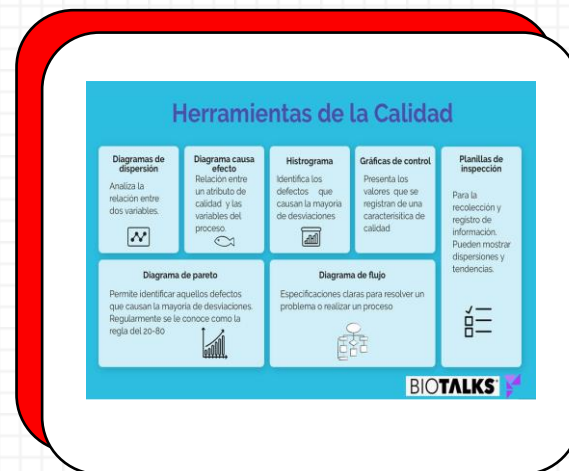 Herramientas de la Calidad
Diagramas de
dispersión
Analiza la
relación entre
dos variables.
Diagrama causa
efecto
Relación entre
un atributo de
calidad y las
variables del
proceso.
Histrograma
Identifica los
defectos que
causan la mayoria
de desviaciones
Gráficas de control
Presenta los
valores que se
registran de una
caracterisitica de
calidad
Planillas de
inspección
Para la
recolección y
registro de
información.
Pueden mostrar
dispersiones y
tendencias.
Diagrama de pareto
Permite identificar aquellos defectos
que causan la mayoría de desviaciones.
Regularmente se le conoce como la
regla del 20-80
Diagrama de flujo
Especificaciones claras para resolver un
problema o realizar un proceso
BIOTALKS